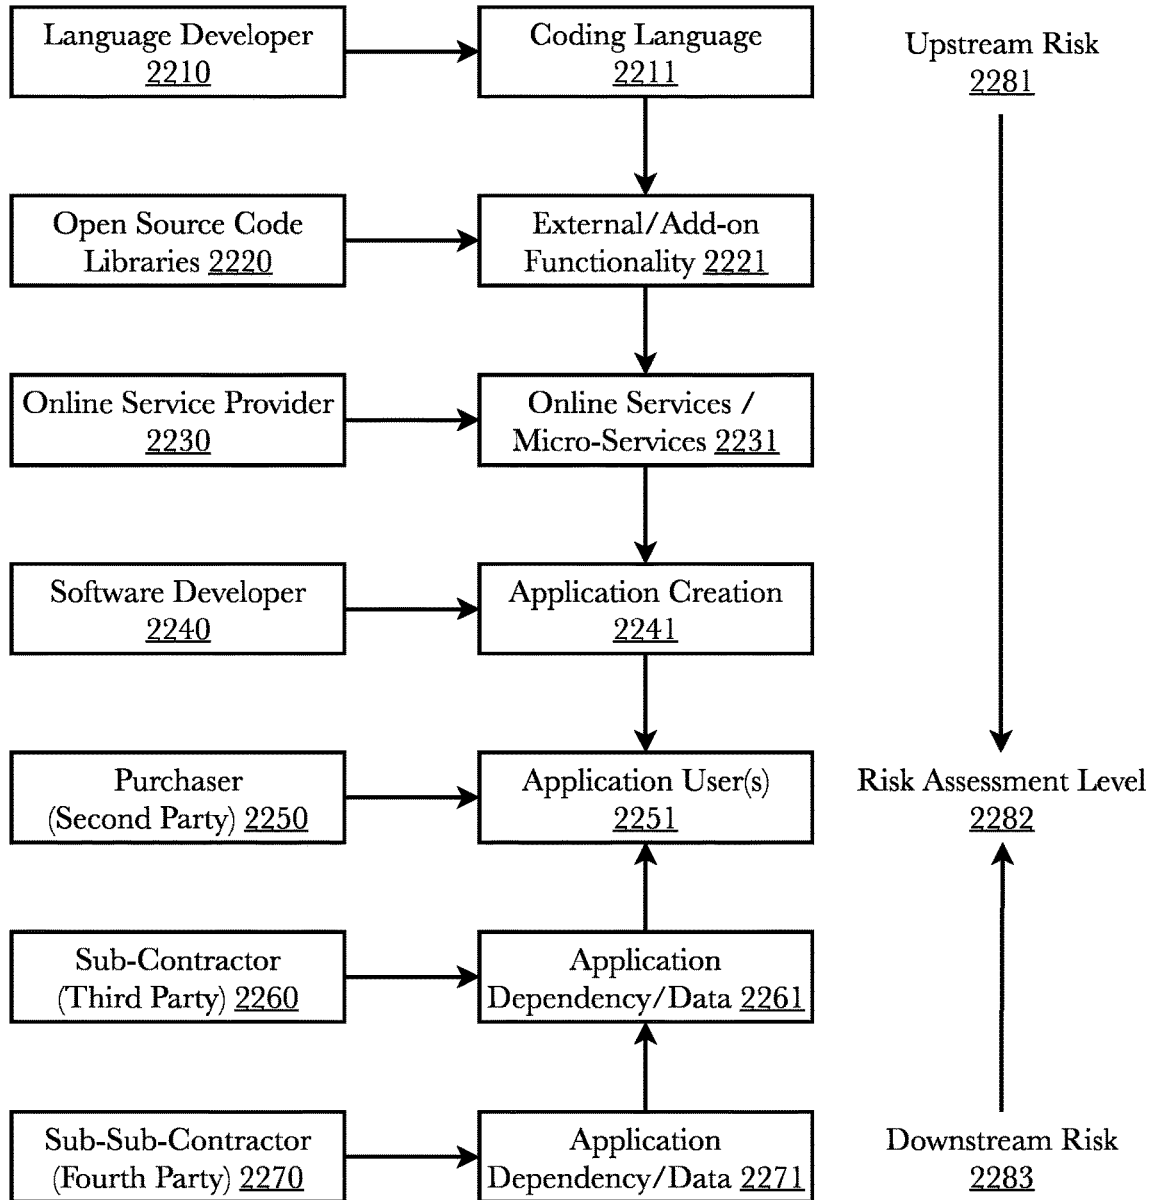 Language Developer
2210
Coding Language
2211
Upstream Risk
2281
Open Source Code
Libraries 2220
External/Add-on
Functionality 2221
Online Service Provider
2230
Online Services /
Micro-Services 2231
Software Developer
2240
Application Creation
2241
Purchaser
(Second Party) 2250
Application User(s)
2251
Risk Assessment Level
2282
Sub-Contractor
(Third Party) 2260
Application
Dependency/Data 2261
Sub-Sub-Contractor
(Fourth Party) 2270
Application
Dependency/Data 2271
Downstream Risk
2283